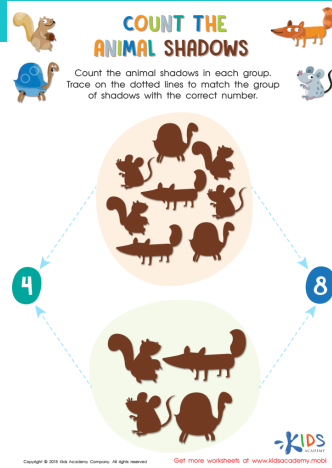 COUNT THE
ANIMAL SHADOWS
Count the animal shadows in each group.
Trace on the dotted lines to match the group
of shadows with the correct number.
4
8
KIDS
ACADEMY
Copyright © 2016 Kids Academy Company. All rights reserved
Get more worksheets at www.kidsacademy.mobi